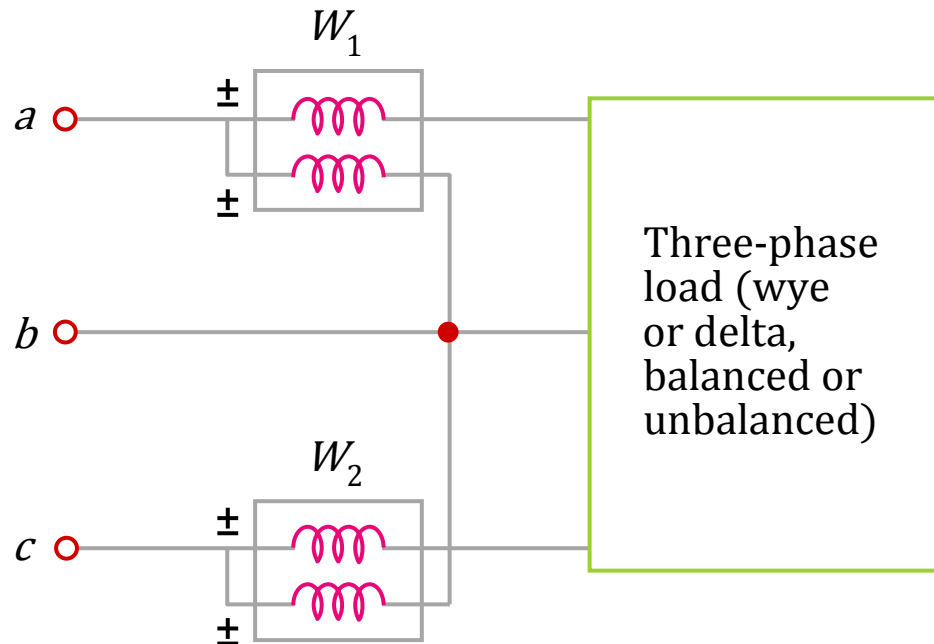 W1
±
a
±
b
Three-phase
load (wye
or delta,
balanced or
unbalanced)
W2
±
c
±